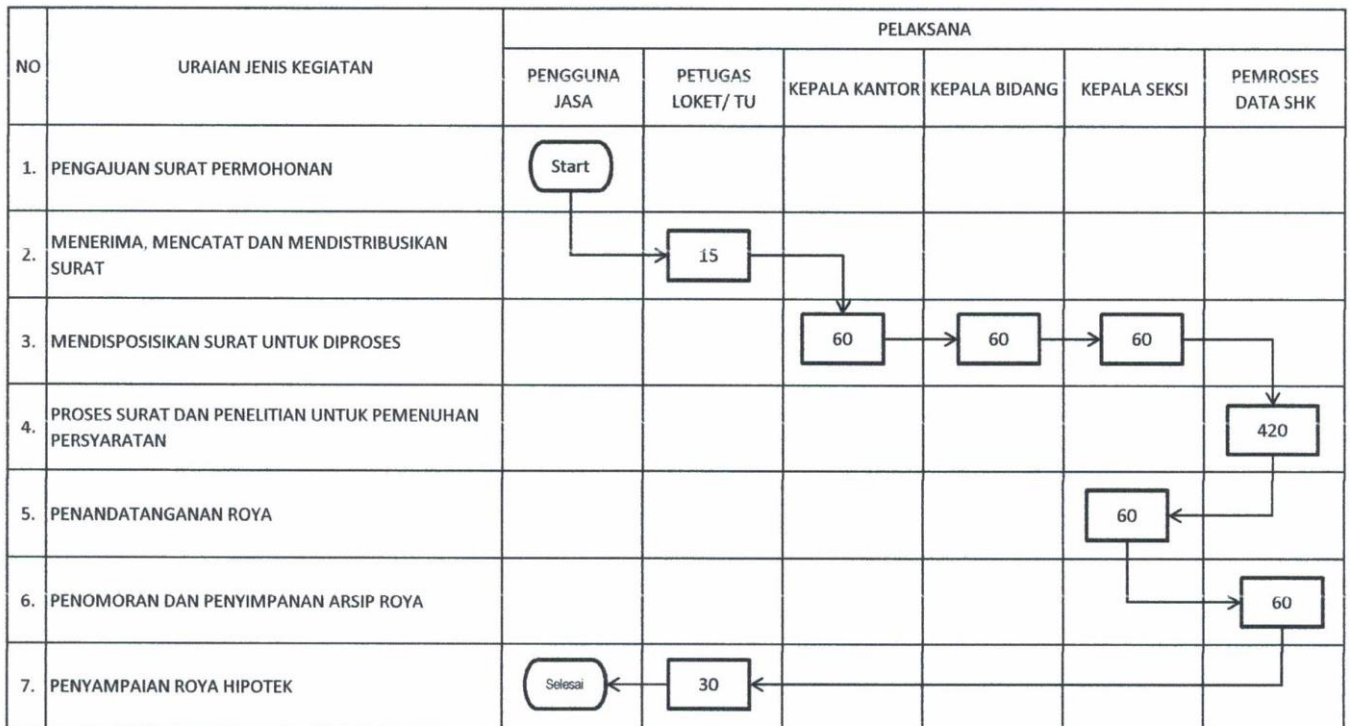 NO
URAIAN JENIS KEGIATAN
PELAKSANA
PENGGUNA
JASA
PETUGAS
LOKET/ TU
KEPALA KANTOR
KEPALA BIDANG
KEPALA SEKSI
PEMROSES
DATA SHK
1.
PENGAJUAN SURAT PERMOHONAN
Start
2.
MENERIMA, MENCATAT DAN MENDISTRIBUSIKAN
SURAT
15
3.
MENDISPOSISIKAN SURAT UNTUK DIPROSES
60
60
60
4.
PROSES SURAT DAN PENELITIAN UNTUK PEMENUHAN
PERSYARATAN
420
5.
PENANDATANGANAN ROYA
60
6.
PENOMORAN DAN PENYIMPANAN ARSIP ROYA
60
7.
PENYAMPAIAN ROYA HIPOTEK
Selesai
30